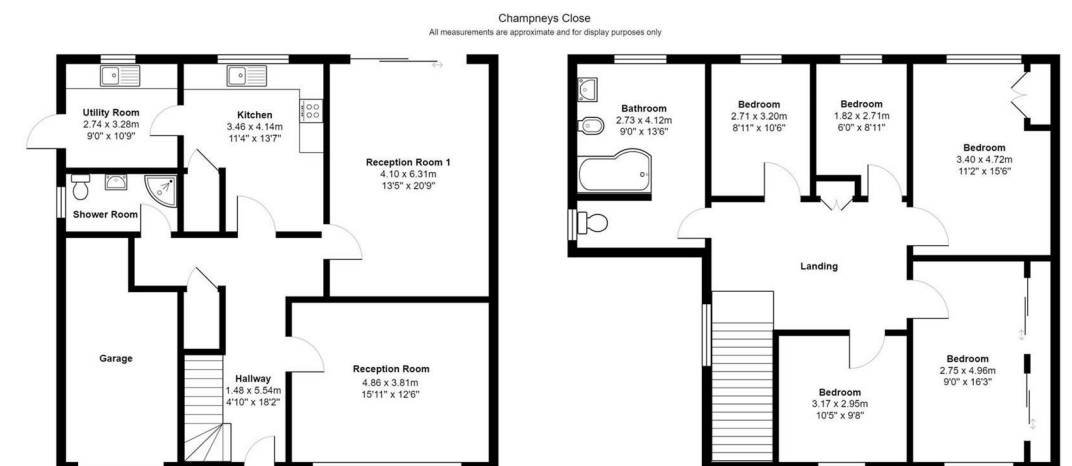 Champneys Close
All measurements are approximate and for display purposes only
Utility Room
2.74 x 3.28m
9'0" x 10'9"
Kitchen
3.46 x 4.14m
11'4" x 13'7"
Reception Room 1
4.10 x 6.31m
13'5" x 20'9"
Shower Room
Garage
Hallway
1.48 x 5.54m
4'10" x 18'2"
Reception Room
4.86 x 3.81m
15'11" x 12'6"
Bathroom
2.73 x 4.12m
9'0" x 13'6"
Bedroom
2.71 x 3.20m
8'11" x 10'6"
Bedroom
1.82 x 2.71m
6'0" x 8'11"
Bedroom
3.40 x 4.72m
11'2" x 15'6"
Landing
Bedroom
3.17 x 2.95m
10'5" x 9'8"
Bedroom
2.75 x 4.96m
9'0" x 16'3"